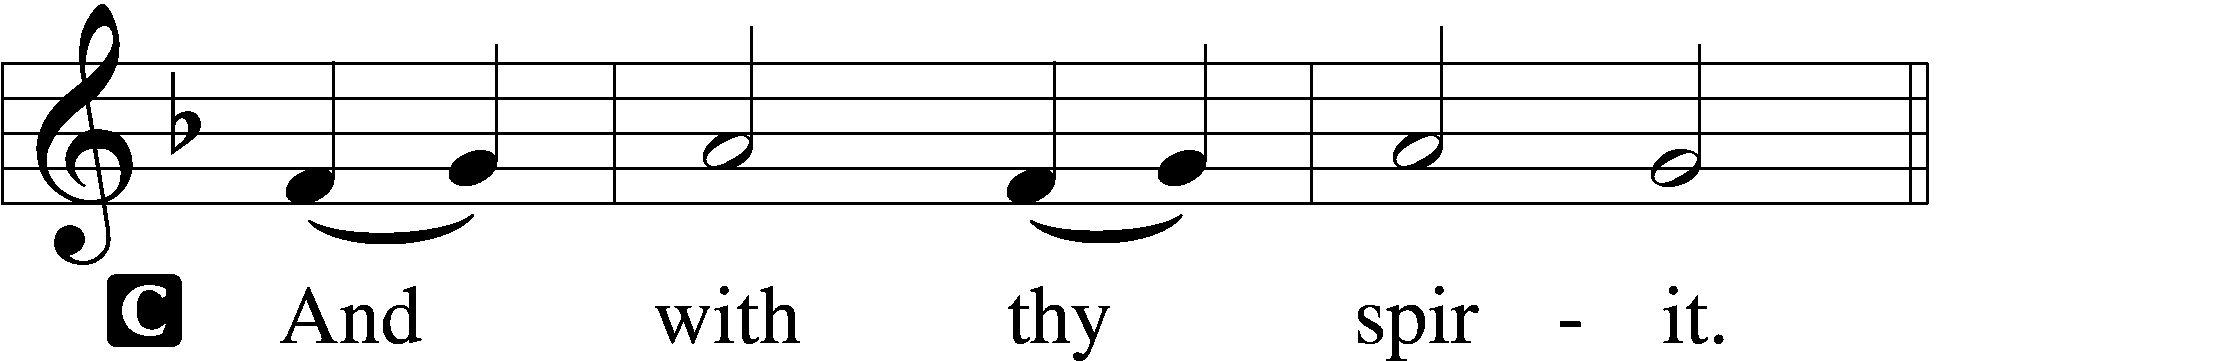 C And with thy spir - it.